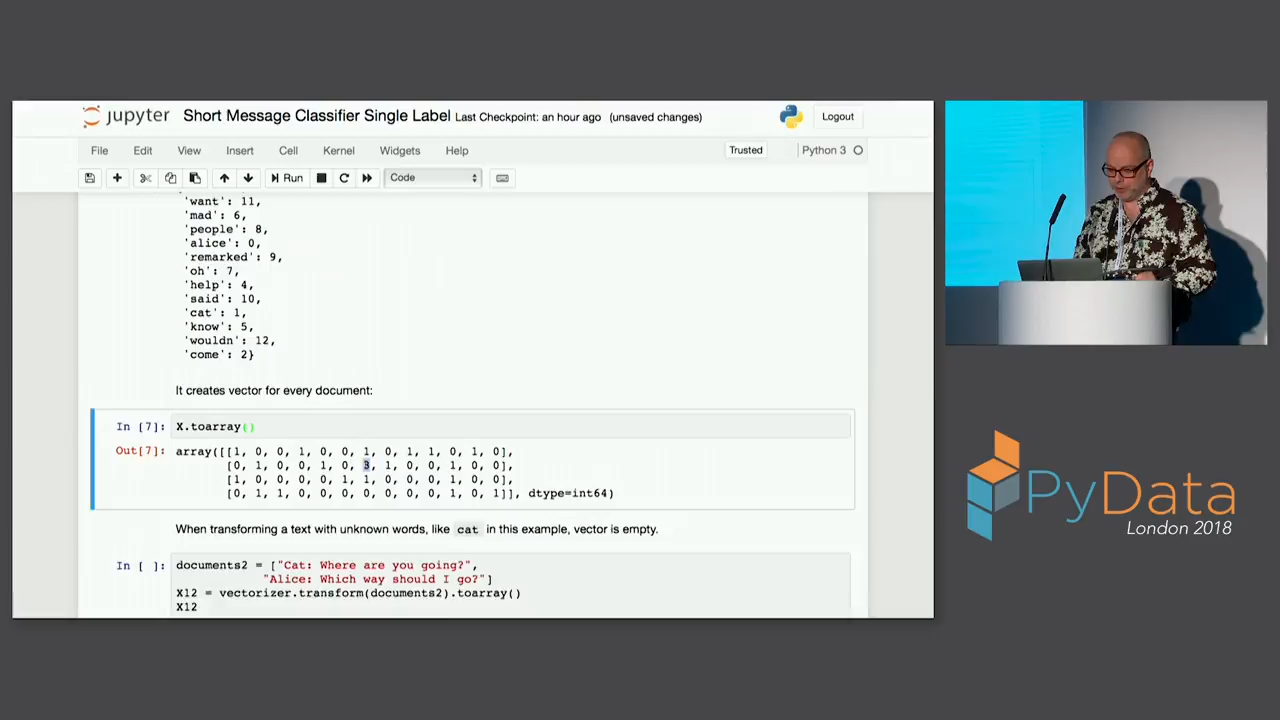 jupyter Short Message Classifier Single Label Last Checkpoint: an hour ago (unsaved changes) Logout
File Edit View Insert Cell Kernel Widgets Help Trusted Python 3
Run Code
'want': 11,
'mad': 6,
'people': 8,
'alice': 0,
'remarked': 9,
'oh': 7,
'help': 4,
'said': 10,
'cat': 1,
'know': 5,
'wouldn': 12,
'come': 2}
It creates vector for every document:
In [7]: X.toarray()
Out[7]: array([[1, 0, 0, 1, 0, 0, 1, 0, 1, 1, 0, 1, 0],
[0, 1, 0, 0, 1, 0, 3, 1, 0, 0, 1, 0, 0],
[1, 0, 0, 0, 0, 1, 1, 0, 0, 0, 0, 0, 0],
[0, 1, 1, 0, 0, 0, 0, 0, 0, 0, 1, 0, 1]], dtype=int64)
When transforming a text with unknown words, like cat in this example, vector is empty.
In [ ]: documents2 = ["Cat: Where are you going?",
"Alice: Which way should I go?"]
X12 = vectorizer.transform(documents2).toarray()
X12
PyData
London 2018